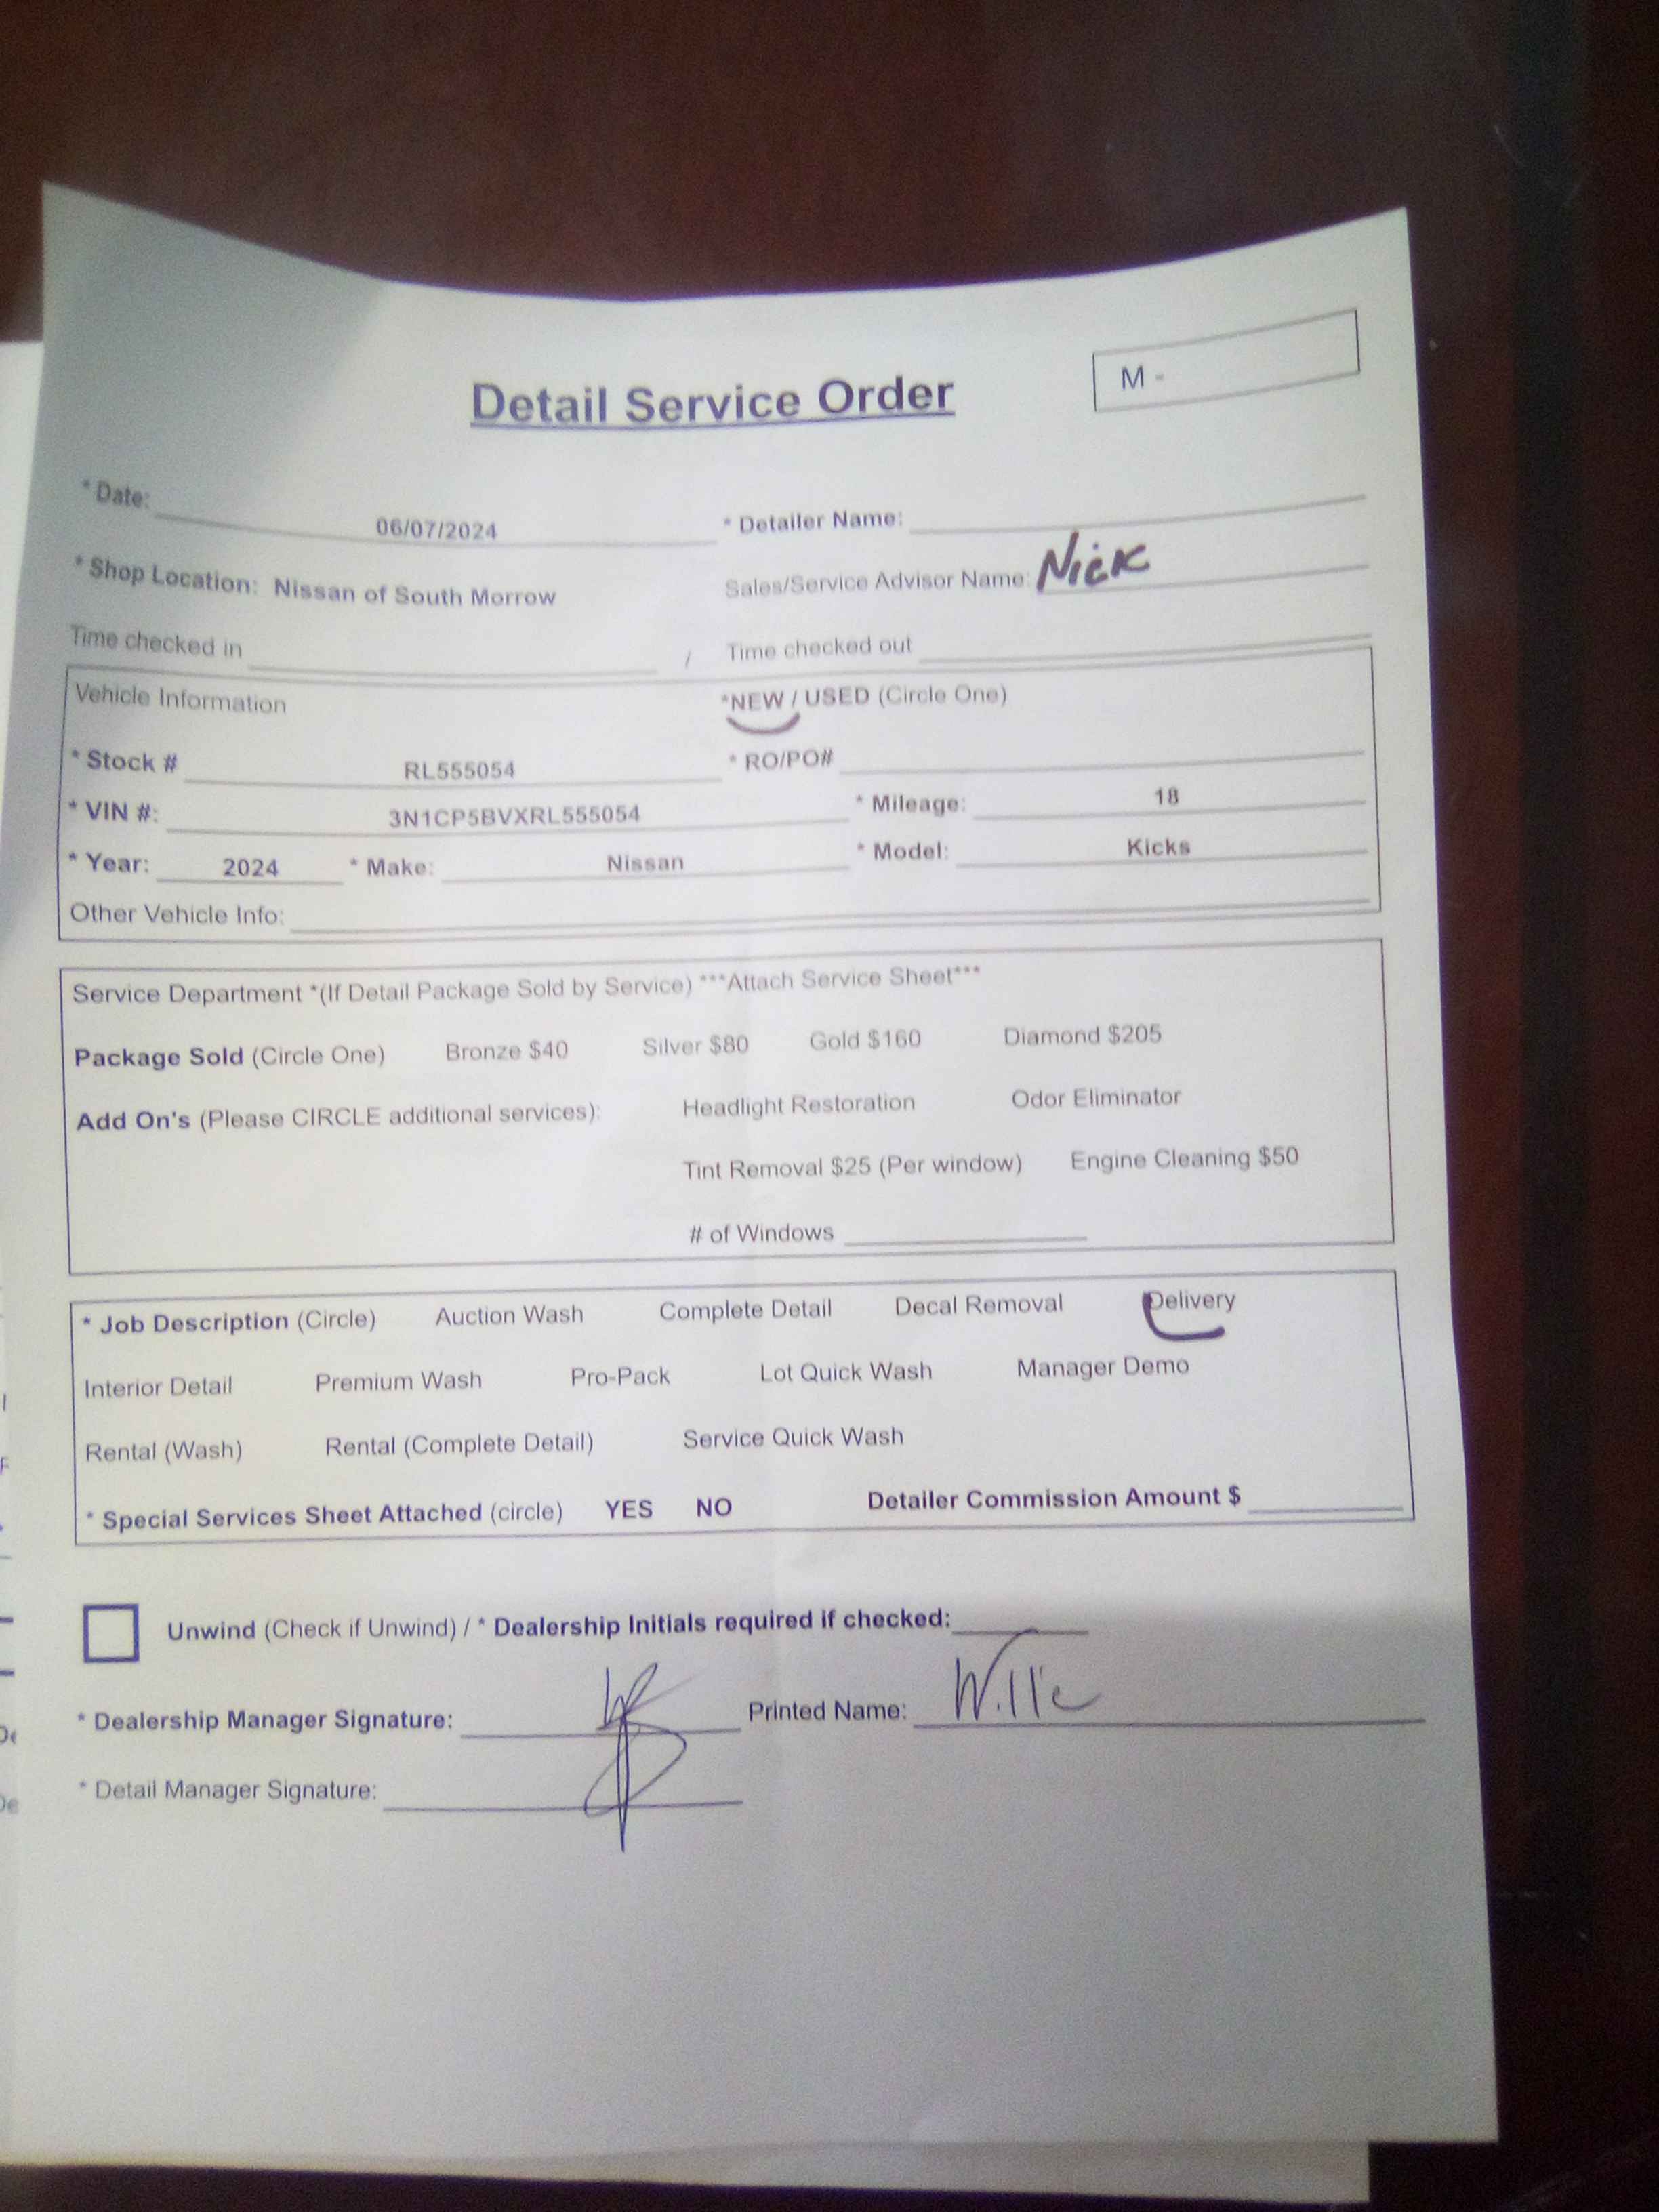 Detail Service Order
M -
* Date: 06/07/2024 * Detailer Name:
* Shop Location: Nissan of South Morrow Sales/Service Advisor Name: Nick
Time checked in / Time checked out
Vehicle Information *NEW / USED (Circle One)
* Stock # RL555054 * RO/PO#
* VIN #: 3N1CP5BVXRL555054 * Mileage: 18
* Year: 2024 * Make: Nissan * Model: Kicks
Other Vehicle Info:
Service Department *(If Detail Package Sold by Service) ***Attach Service Sheet***
Package Sold (Circle One) Bronze $40 Silver $80 Gold $160 Diamond $205
Add On's (Please CIRCLE additional services): Headlight Restoration Odor Eliminator
Tint Removal $25 (Per window) Engine Cleaning $50
# of Windows
* Job Description (Circle) Auction Wash Complete Detail Decal Removal Delivery
Interior Detail Premium Wash Pro-Pack Lot Quick Wash Manager Demo
Rental (Wash) Rental (Complete Detail) Service Quick Wash
* Special Services Sheet Attached (circle) YES NO Detailer Commission Amount $
Unwind (Check if Unwind) / * Dealership Initials required if checked:
* Dealership Manager Signature: Printed Name: Willie
* Detail Manager Signature: